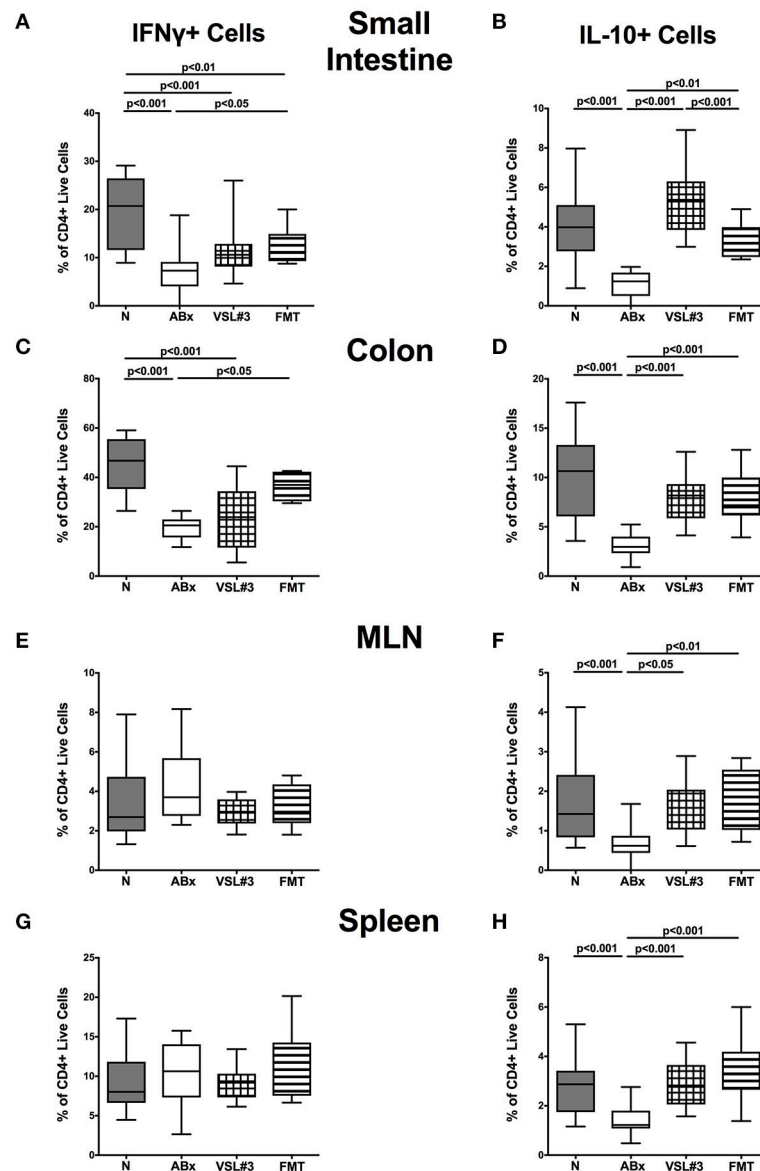 A
IFNγ+ Cells
Small
Intestine
B
IL-10+ Cells
p<0.01
p<0.001
p<0.001 p<0.05
% of CD4+ Live Cells
40
30
20
10
0
N ABx VSL#3 FMT
p<0.01
p<0.001 p<0.001 p<0.001
% of CD4+ Live Cells
10
8
6
4
2
0
N ABx VSL#3 FMT
C
Colon
D
p<0.001
p<0.001 p<0.05
% of CD4+ Live Cells
80
60
40
20
0
N ABx VSL#3 FMT
p<0.001
p<0.001 p<0.001
% of CD4+ Live Cells
20
15
10
5
0
N ABx VSL#3 FMT
E
MLN
F
% of CD4+ Live Cells
10
8
6
4
2
0
N ABx VSL#3 FMT
p<0.01
p<0.001 p<0.05
% of CD4+ Live Cells
5
4
3
2
1
0
N ABx VSL#3 FMT
G
Spleen
H
% of CD4+ Live Cells
25
20
15
10
5
0
N ABx VSL#3 FMT
p<0.001
p<0.001 p<0.001
% of CD4+ Live Cells
8
6
4
2
0
N ABx VSL#3 FMT